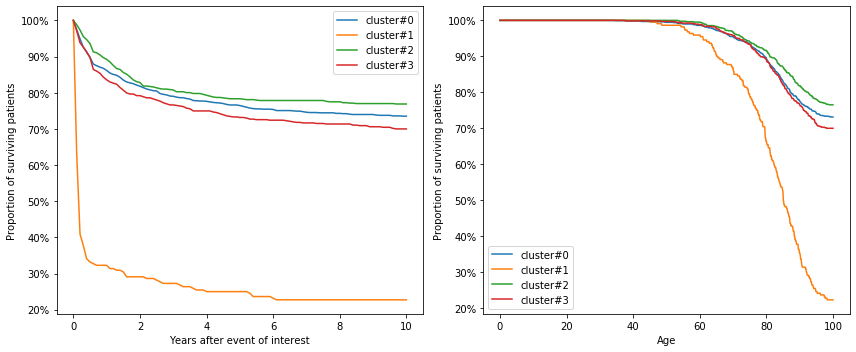 100%
90%
80%
70%
60%
50%
40%
30%
20%
Proportion of surviving patients
0 2 4 6 8 10
Years after event of interest
cluster#0
cluster#1
cluster#2
cluster#3
100%
90%
80%
70%
60%
50%
40%
30%
20%
Proportion of surviving patients
0 20 40 60 80 100
Age
cluster#0
cluster#1
cluster#2
cluster#3